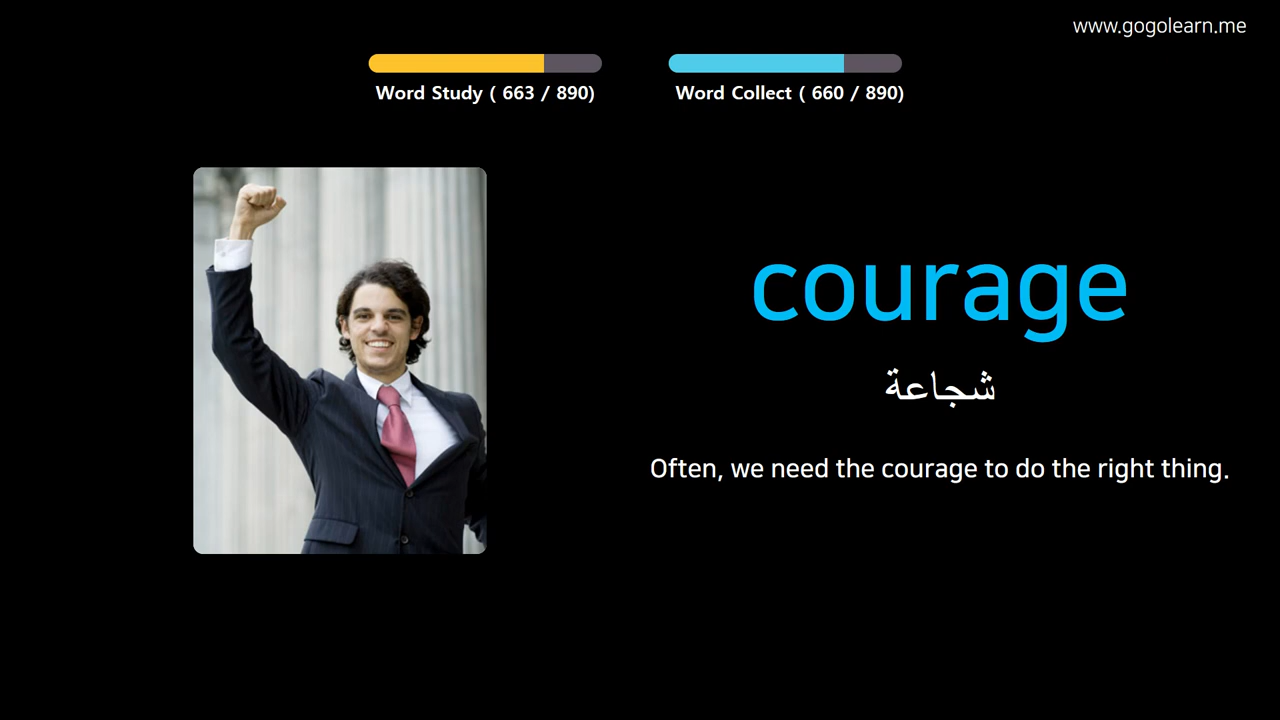 www.gogolearn.me
Word Study ( 663 / 890)
Word Collect ( 660 / 890)
courage
شجاعة
Often, we need the courage to do the right thing.